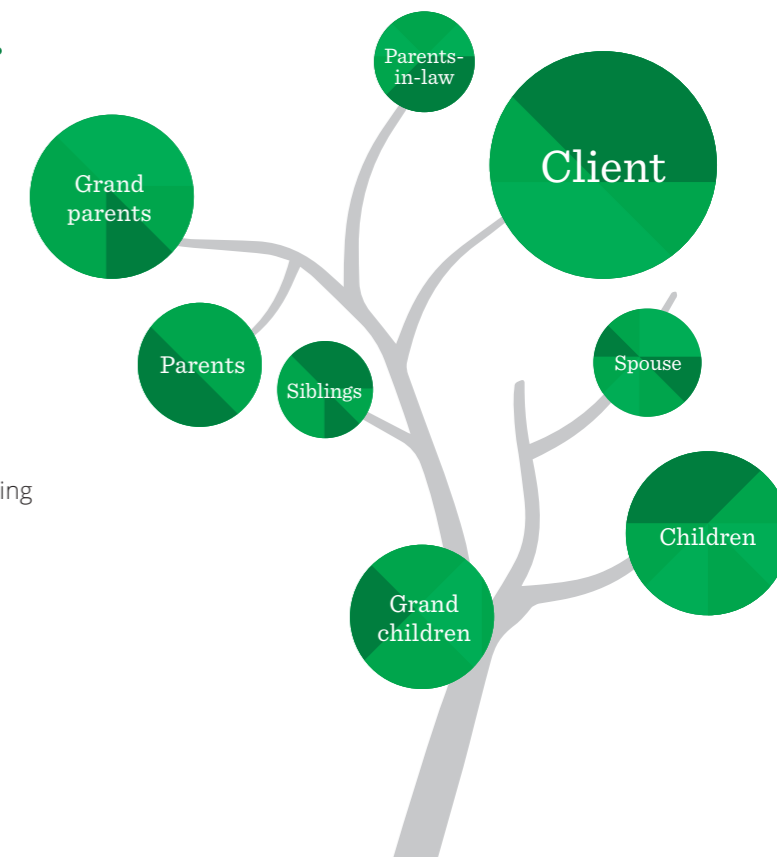 Parents-
in-law
Client
Grand
parents
Parents
Siblings
Spouse
ing
Children
Grand
children